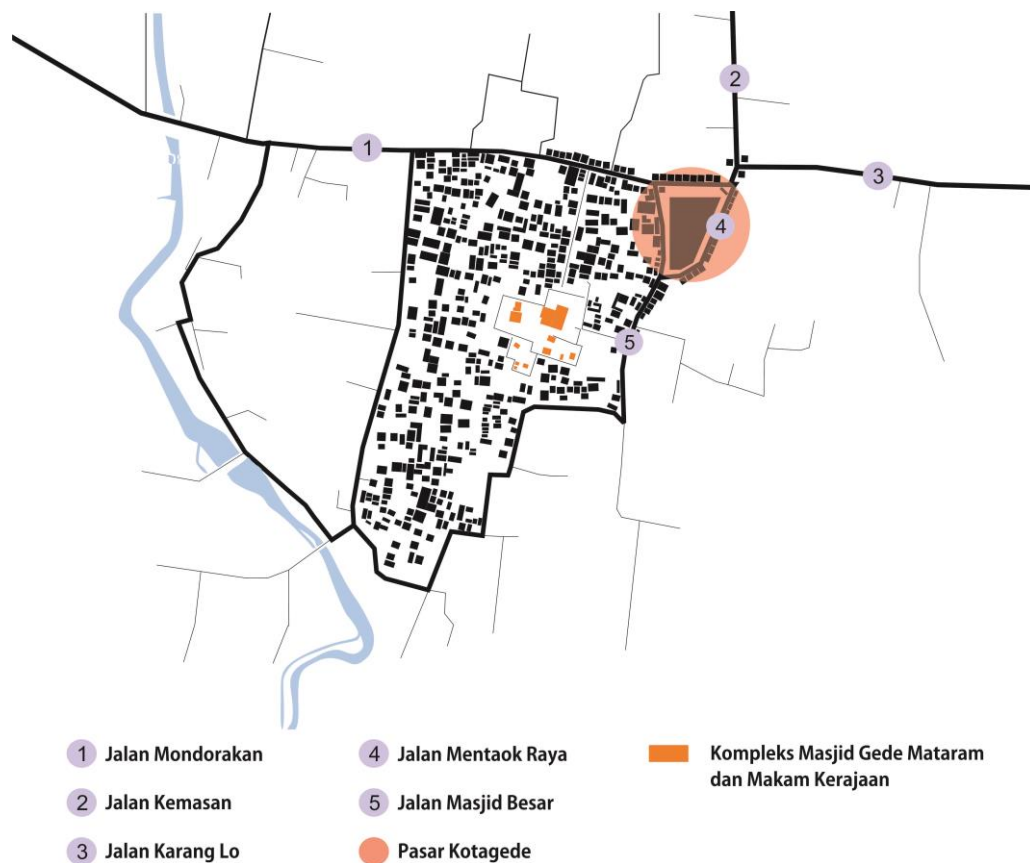 2
1
3
4
5
1 Jalan Mondorakan
2 Jalan Kemasan
3 Jalan Karang Lo
4 Jalan Mentaok Raya
5 Jalan Masjid Besar
Pasar Kotagede
Kompleks Masjid Gede Mataram
dan Makam Kerajaan